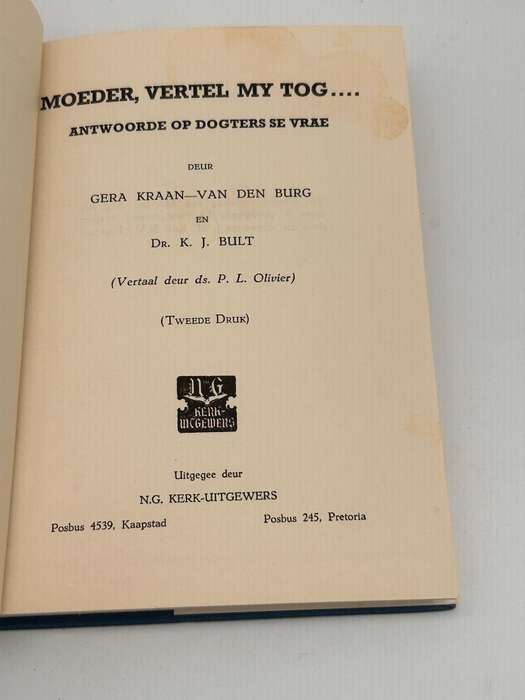 MOEDER, VERTEL MY TOG....
ANTWOORDE OP DOGTERS SE VRAE
DEUR
GERA KRAAN—VAN DEN BURG
EN
DR. K. J. BULT
(Vertaal deur ds. P. L. Olivier)
(TWEEDE DRUK)
N G
KERK-
UITGEWERS
Uitgegee deur
N.G. KERK-UITGEWERS
Posbus 4539, Kaapstad Posbus 245, Pretoria